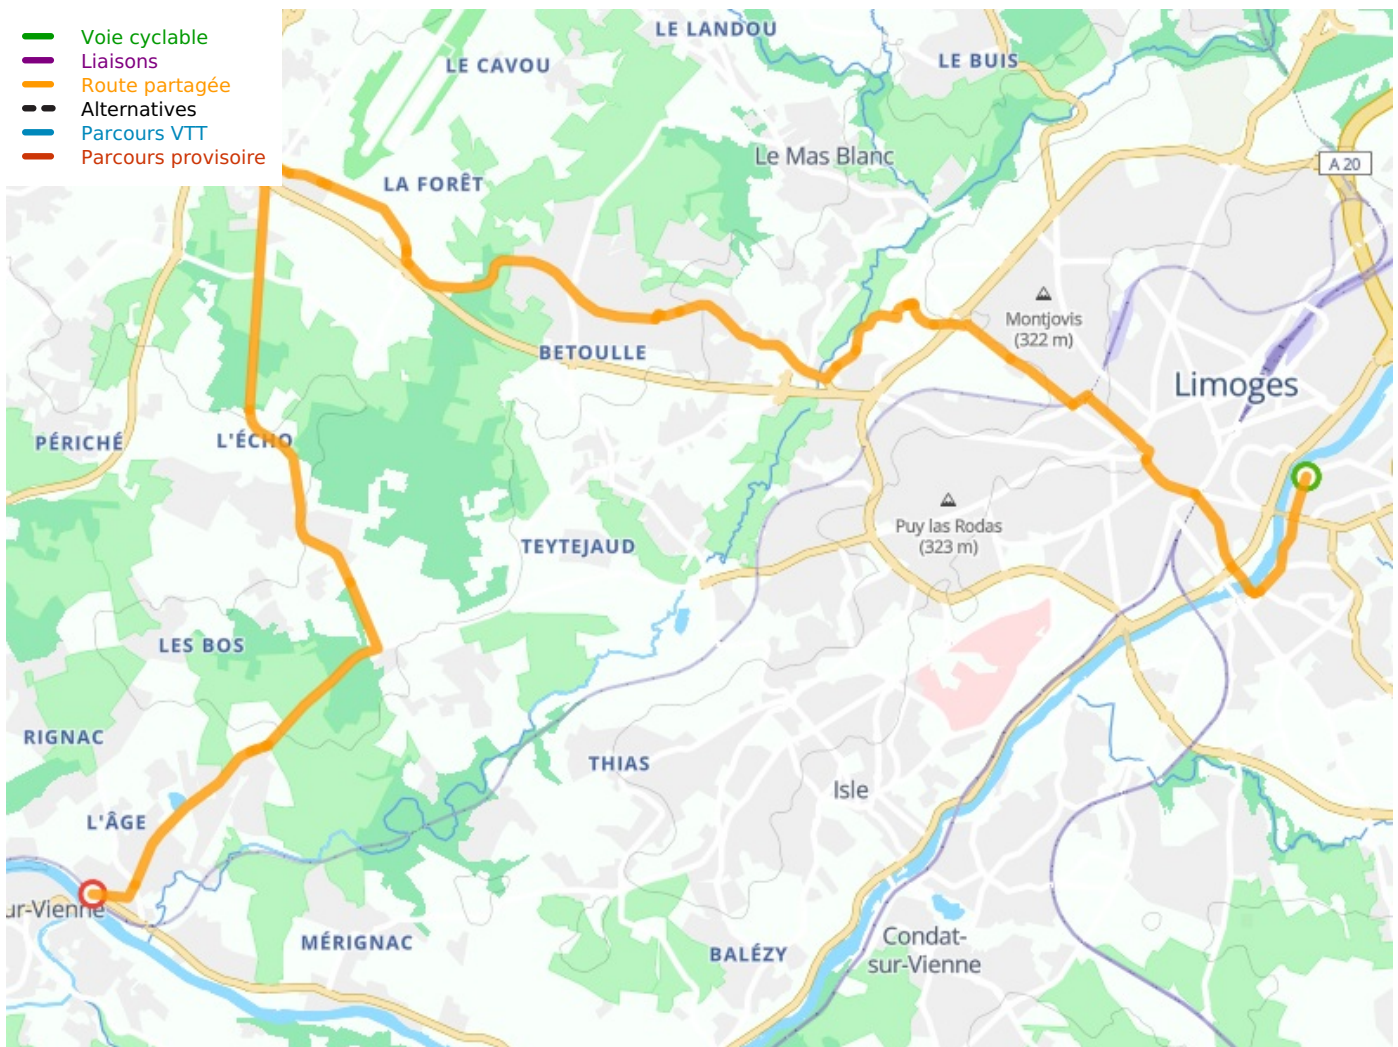 Voie cyclable
Liaisons
Route partagée
Alternatives
Parcours VTT
Parcours provisoire
LE LANDOU
LE CAVOU
LE BUIS
Le Mas Blanc
A 20
LA FORÊT
Montjovis
(322 m)
BETOULLE
Limoges
PÉRICHÉ
L'ÉCHO
Puy las Rodas
(323 m)
TEYTEJAUD
LES BOS
RIGNAC
THIAS
Isle
L'ÂGE
ur-Vienne
MÉRIGNAC
BALÉZY
Condat-
sur-Vienne